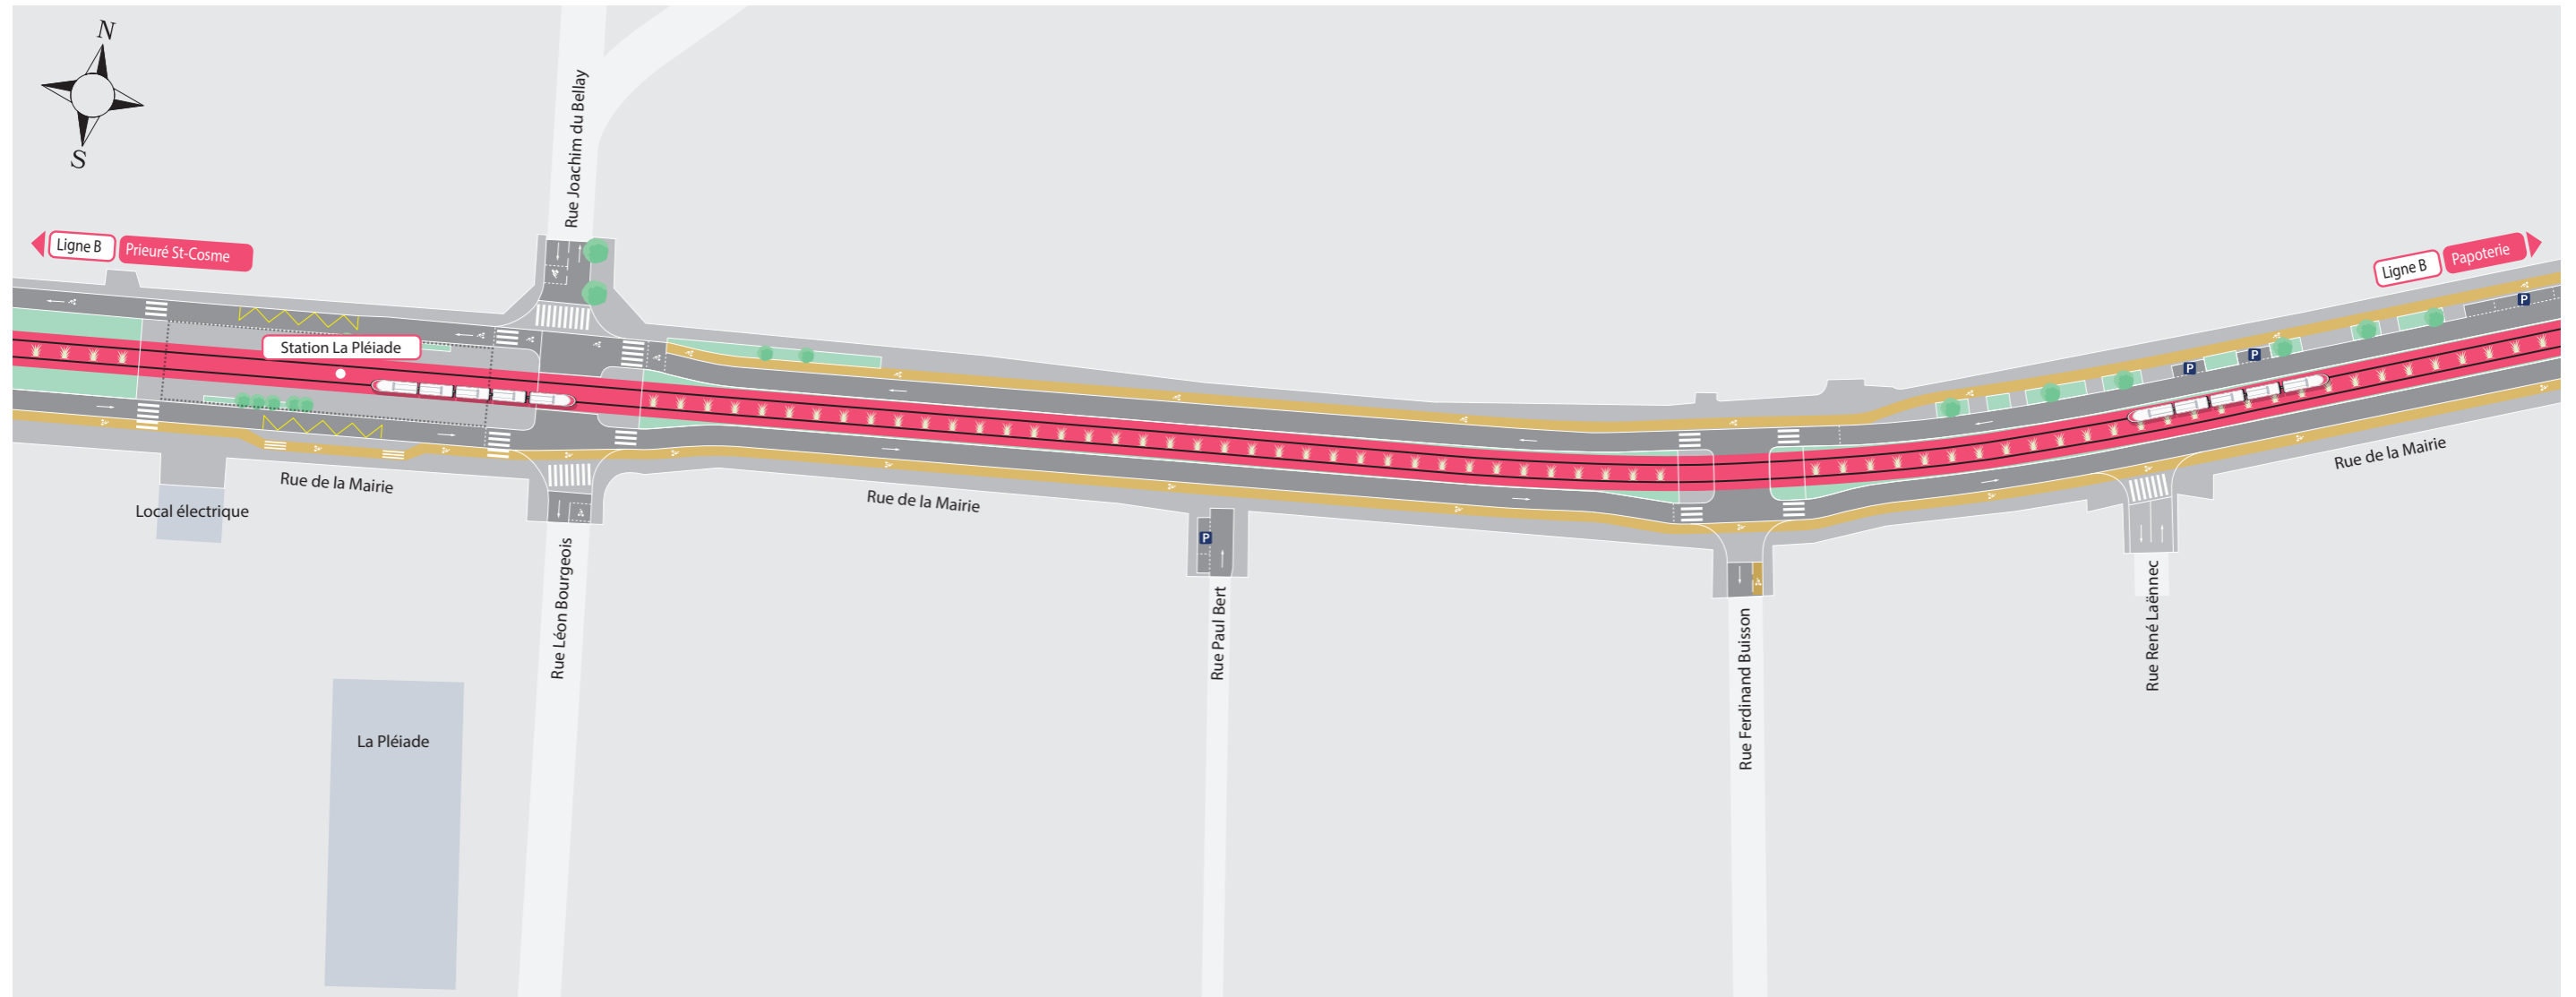 N
S
Rue Joachim du Bellay
Ligne B
Prieuré St-Cosme
Ligne B
Papoterie
P
P
P
Station La Pléiade
Rue de la Mairie
Rue de la Mairie
Rue de la Mairie
Local électrique
P
Rue Léon Bourgeois
Rue Paul Bert
Rue Ferdinand Buisson
Rue René Laënnec
La Pléiade